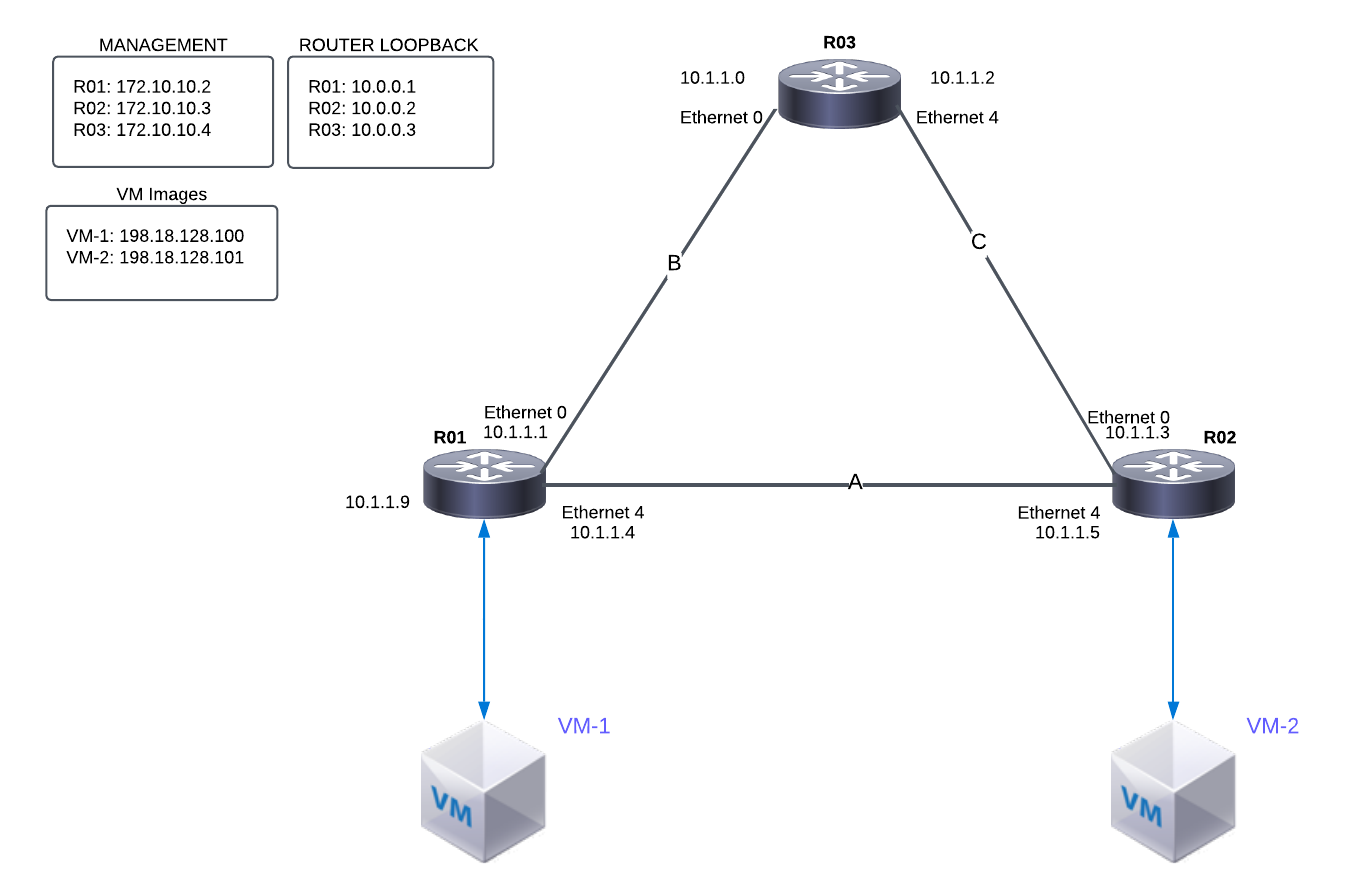 MANAGEMENT
R01: 172.10.10.2
R02: 172.10.10.3
R03: 172.10.10.4
ROUTER LOOPBACK
R01: 10.0.0.1
R02: 10.0.0.2
R03: 10.0.0.3
VM Images
VM-1: 198.18.128.100
VM-2: 198.18.128.101
R03
10.1.1.0
Ethernet 0
10.1.1.2
Ethernet 4
B
C
Ethernet 0
10.1.1.1
R01
10.1.1.9
Ethernet 4
10.1.1.4
A
Ethernet 0
10.1.1.3
R02
Ethernet 4
10.1.1.5
VM-1
VM
VM-2
VM